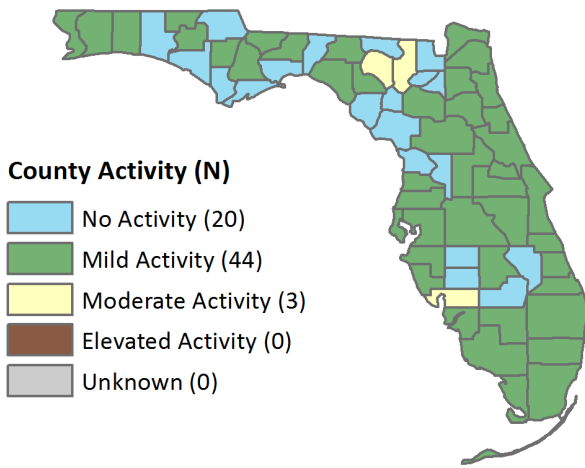 County Activity (N)
No Activity (20)
Mild Activity (44)
Moderate Activity (3)
Elevated Activity (0)
Unknown (0)